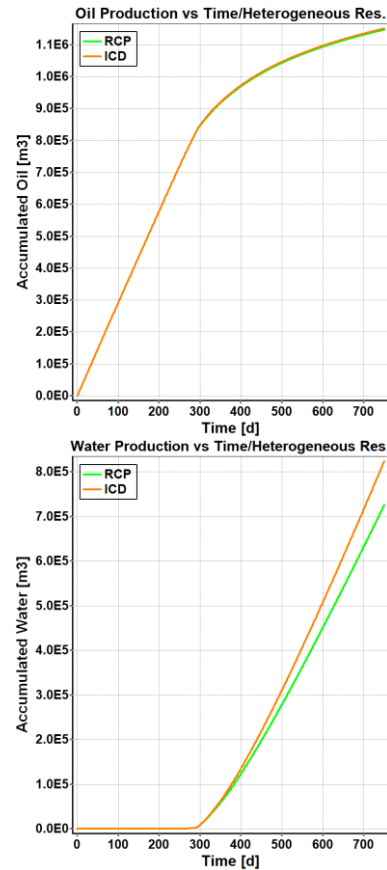 Oil Production vs Time/Heterogeneous Res.
RCP
ICD
Accumulated Oil [m3]
1.1E6
1.0E6
9.0E5
8.0E5
7.0E5
6.0E5
5.0E5
4.0E5
3.0E5
2.0E5
1.0E5
0.0E0
0 100 200 300 400 500 600 700
Time [d]
Water Production vs Time/Heterogeneous Res.
RCP
ICD
Accumulated Water [m3]
8.0E5
7.0E5
6.0E5
5.0E5
4.0E5
3.0E5
2.0E5
1.0E5
0.0E0
0 100 200 300 400 500 600 700
Time [d]